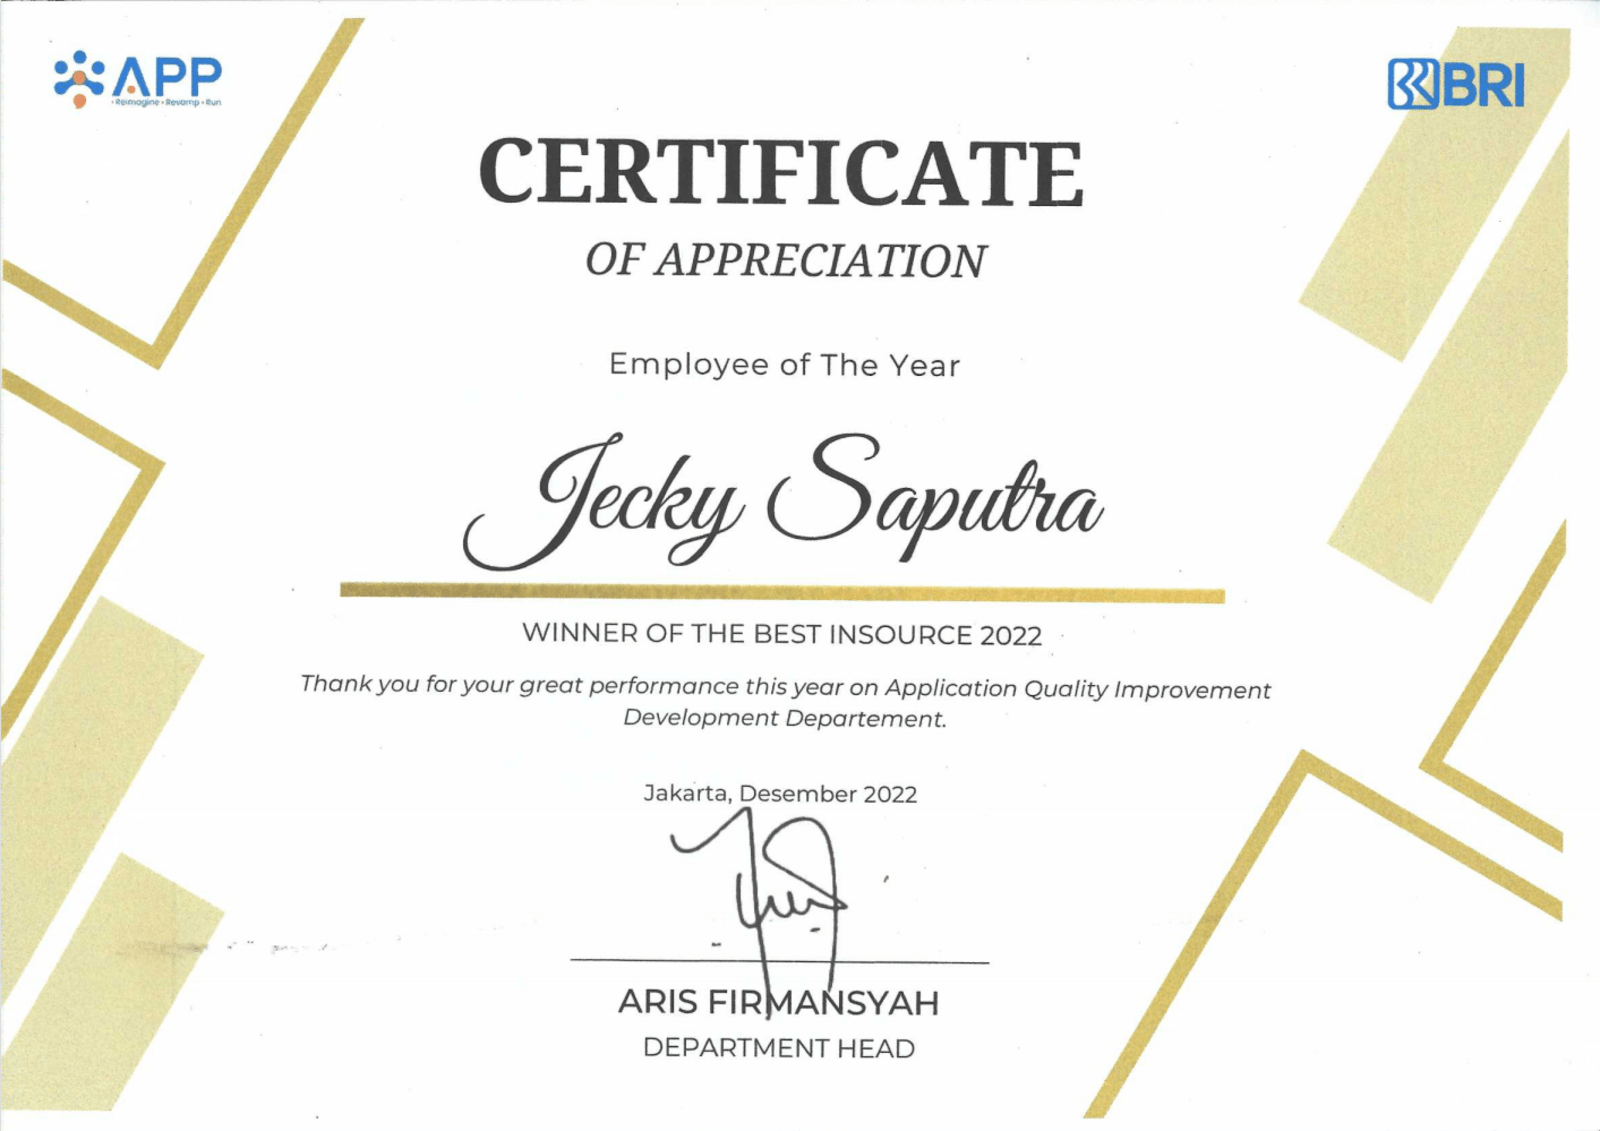 APP
• Reimagine • Revamp • Run
BRI
CERTIFICATE
OF APPRECIATION
Employee of The Year
Jecky Saputra
WINNER OF THE BEST INSOURCE 2022
Thank you for your great performance this year on Application Quality Improvement
Development Departement.
Jakarta, Desember 2022
ARIS FIRMANSYAH
DEPARTMENT HEAD